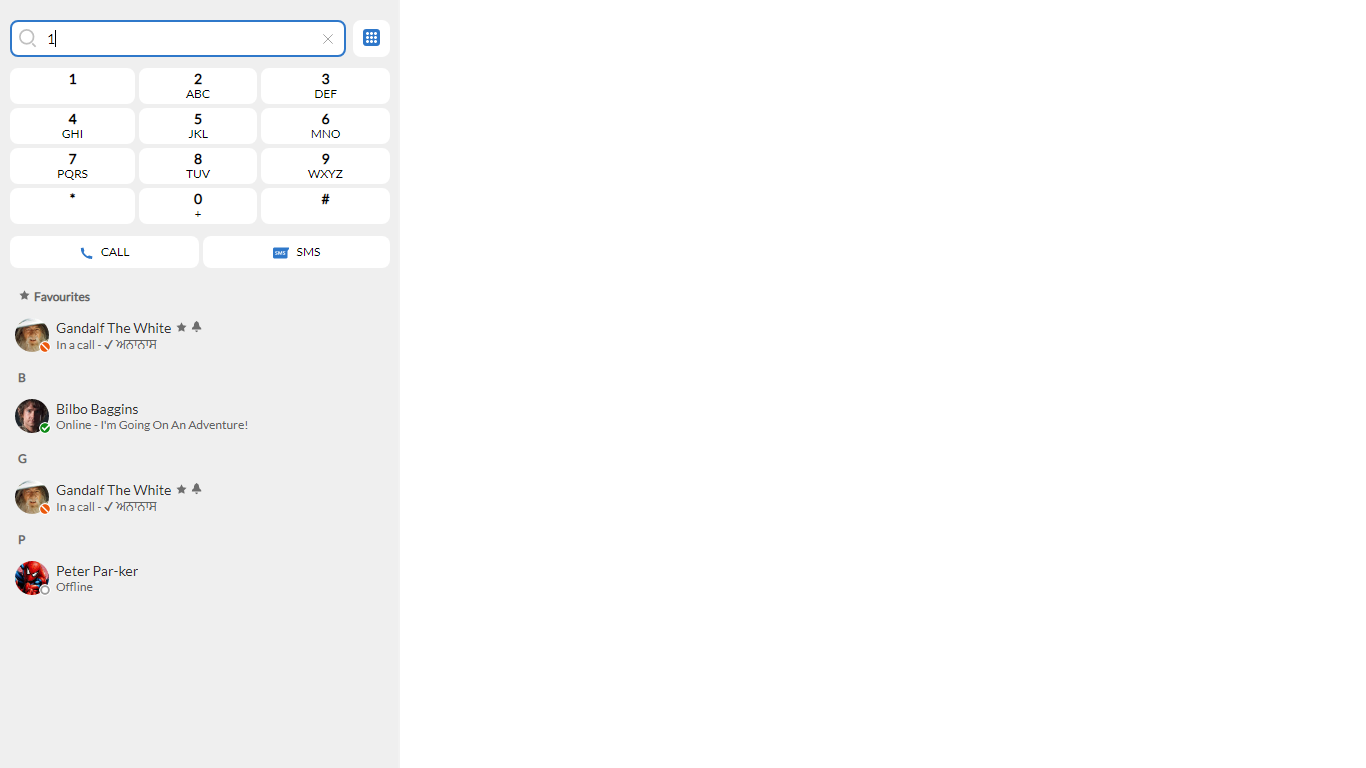 1
1
2
ABC
3
DEF
4
GHI
5
JKL
6
MNO
7
PQRS
8
TUV
9
WXYZ
*
0
+
#
CALL
SMS SMS
Favourites
Gandalf The White
In a call - ✓ ਅਨਾਨਾਸ
B
Bilbo Baggins
Online - I'm Going On An Adventure!
G
Gandalf The White
In a call - ✓ ਅਨਾਨਾਸ
P
Peter Par-ker
Offline